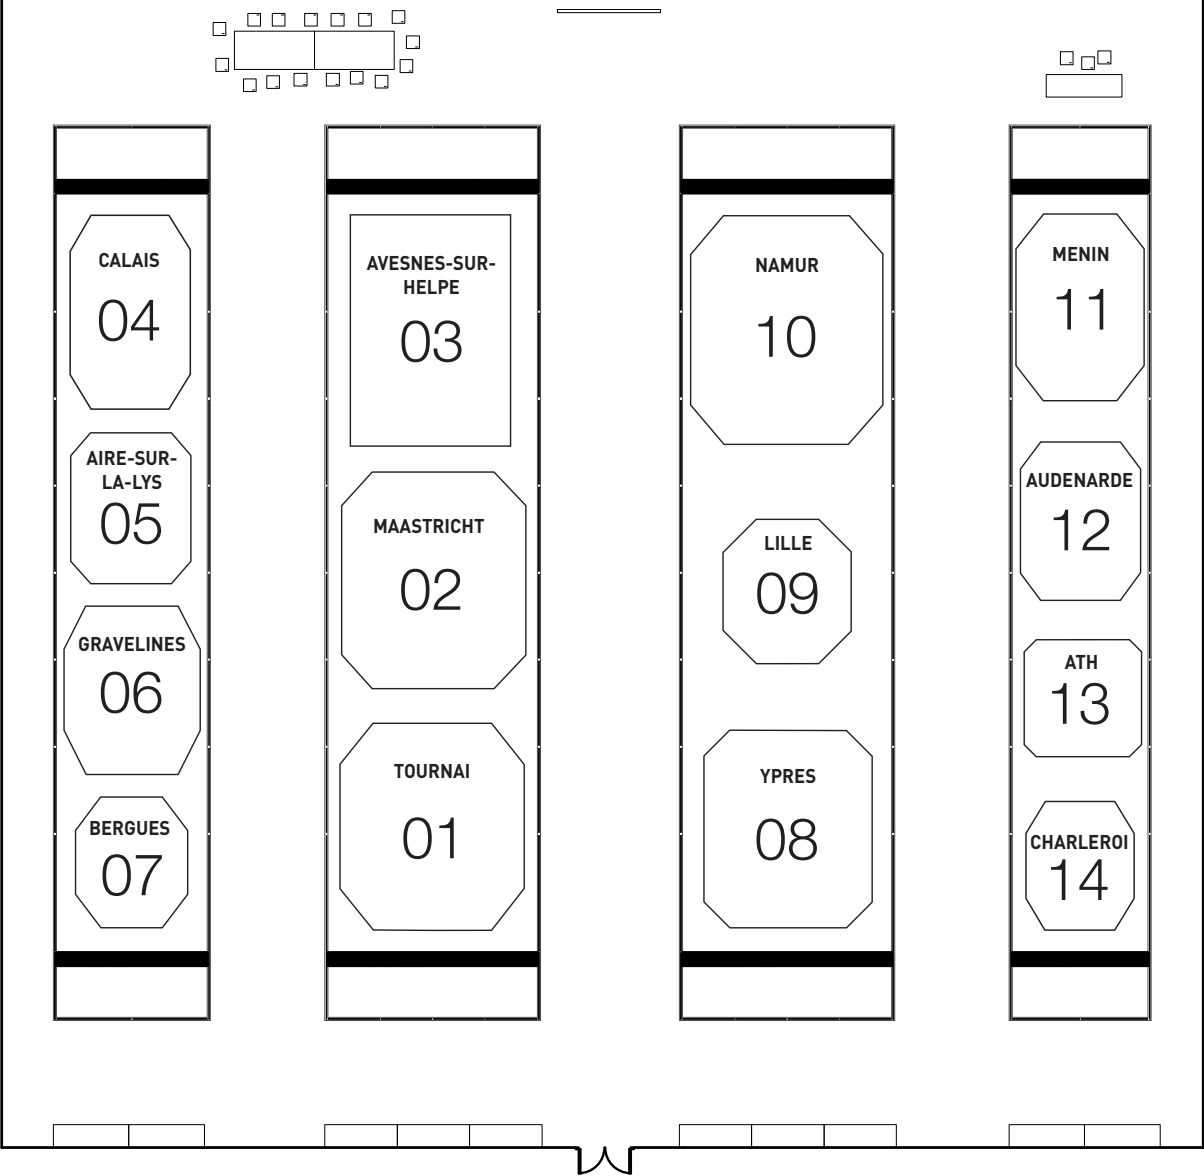 CALAIS
04
AIRE-SUR-
LA-LYS
05
GRAVELINES
06
BERGUES
07
AVESNES-SUR-
HELPE
03
MAASTRICHT
02
TOURNAI
01
NAMUR
10
LILLE
09
YPRES
08
MENIN
11
AUDENARDE
12
ATH
13
CHARLEROI
14